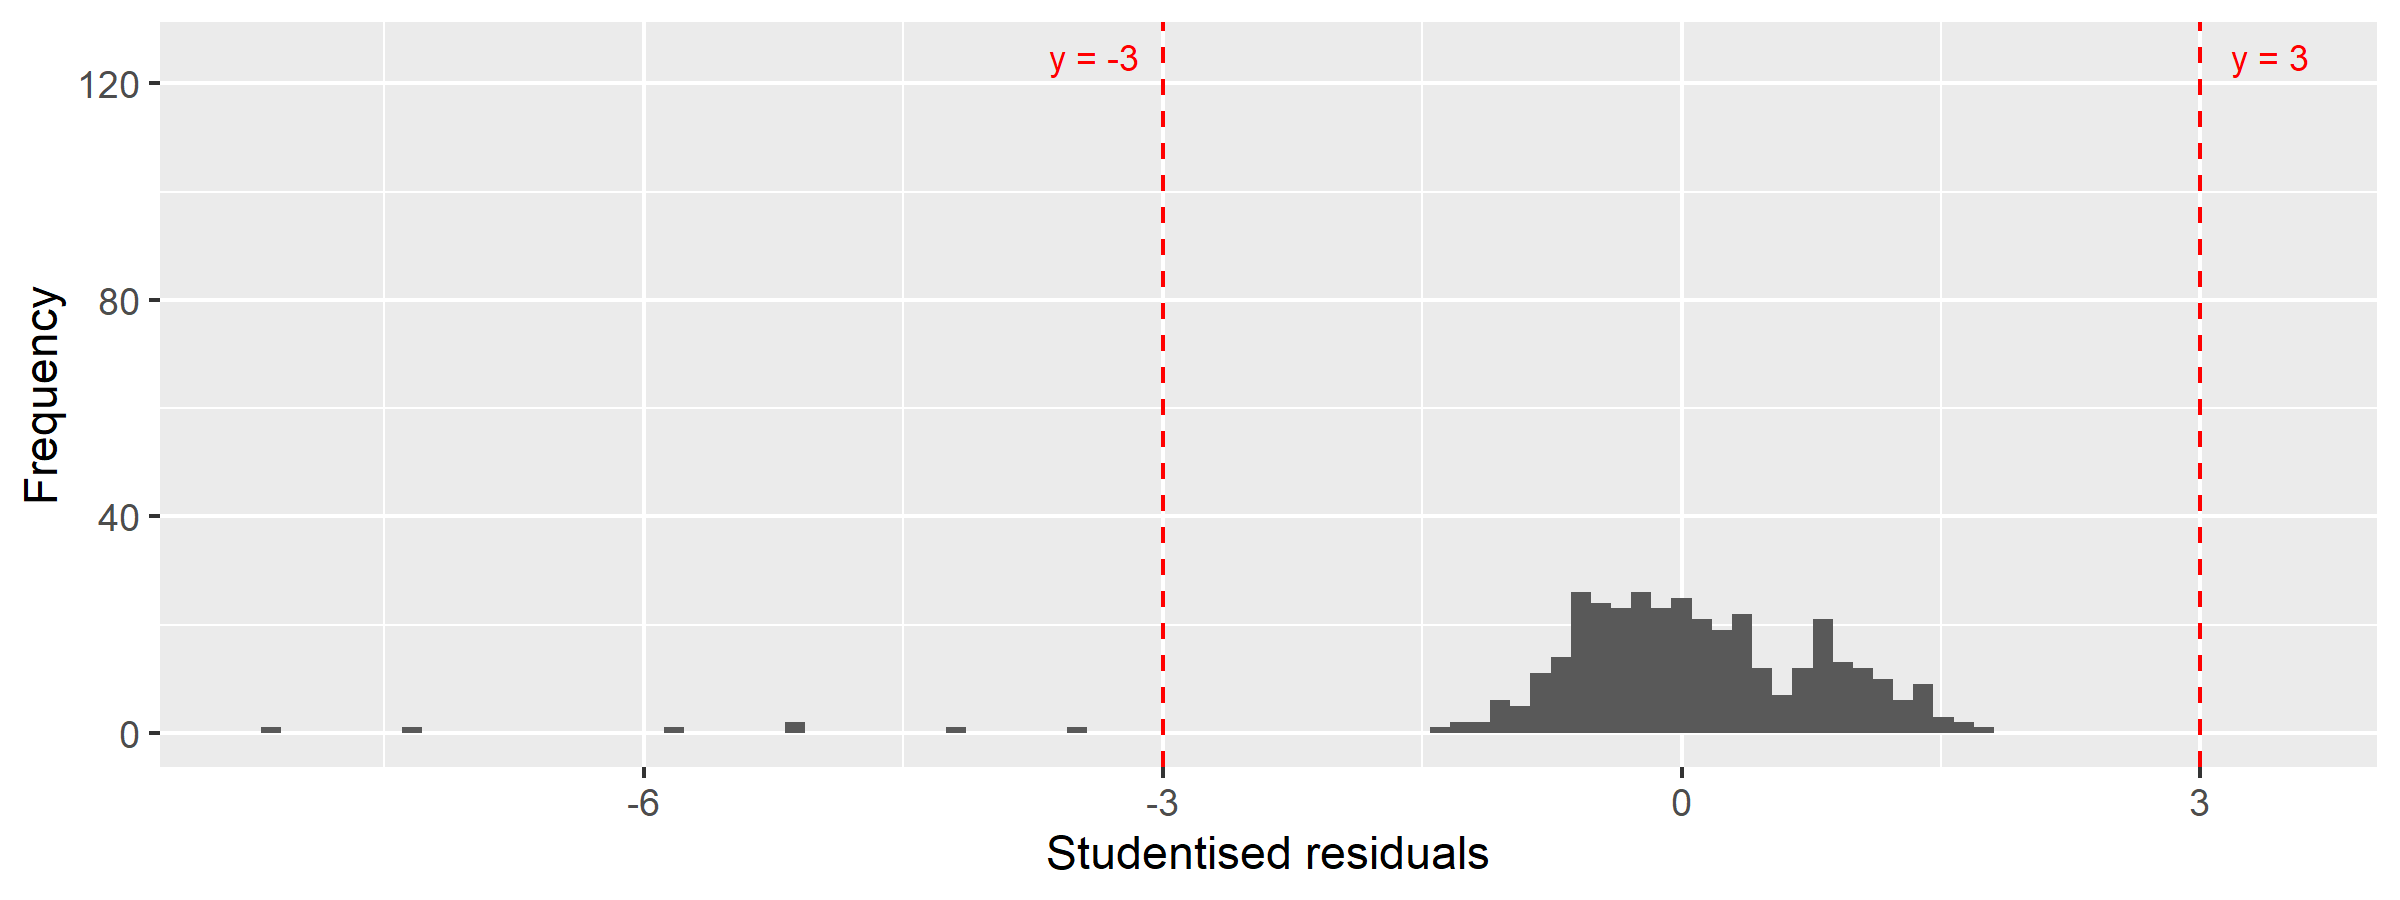 y = -3
y = 3
120
80
40
0
Frequency
-6
-3
0
3
Studentised residuals